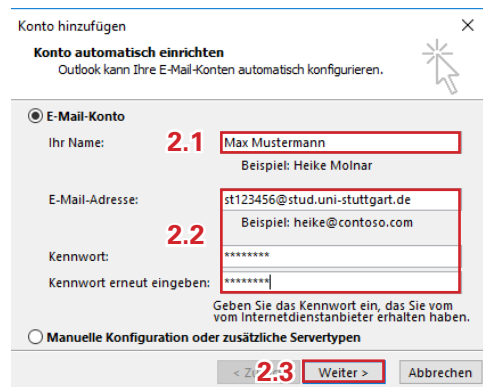 Konto hinzufügen
Konto automatisch einrichten
Outlook kann Ihre E-Mail-Konten automatisch konfigurieren.
E-Mail-Konto
Ihr Name: 2.1 Max Mustermann
Beispiel: Heike Molnar
E-Mail-Adresse: st123456@stud.uni-stuttgart.de
Beispiel: heike@contoso.com
2.2
Kennwort: ********
Kennwort erneut eingeben: ********
Geben Sie das Kennwort ein, das Sie vom
vom Internetdienstanbieter erhalten haben.
Manuelle Konfiguration oder zusätzliche Servertypen
< Z 2.3 Weiter > Abbrechen